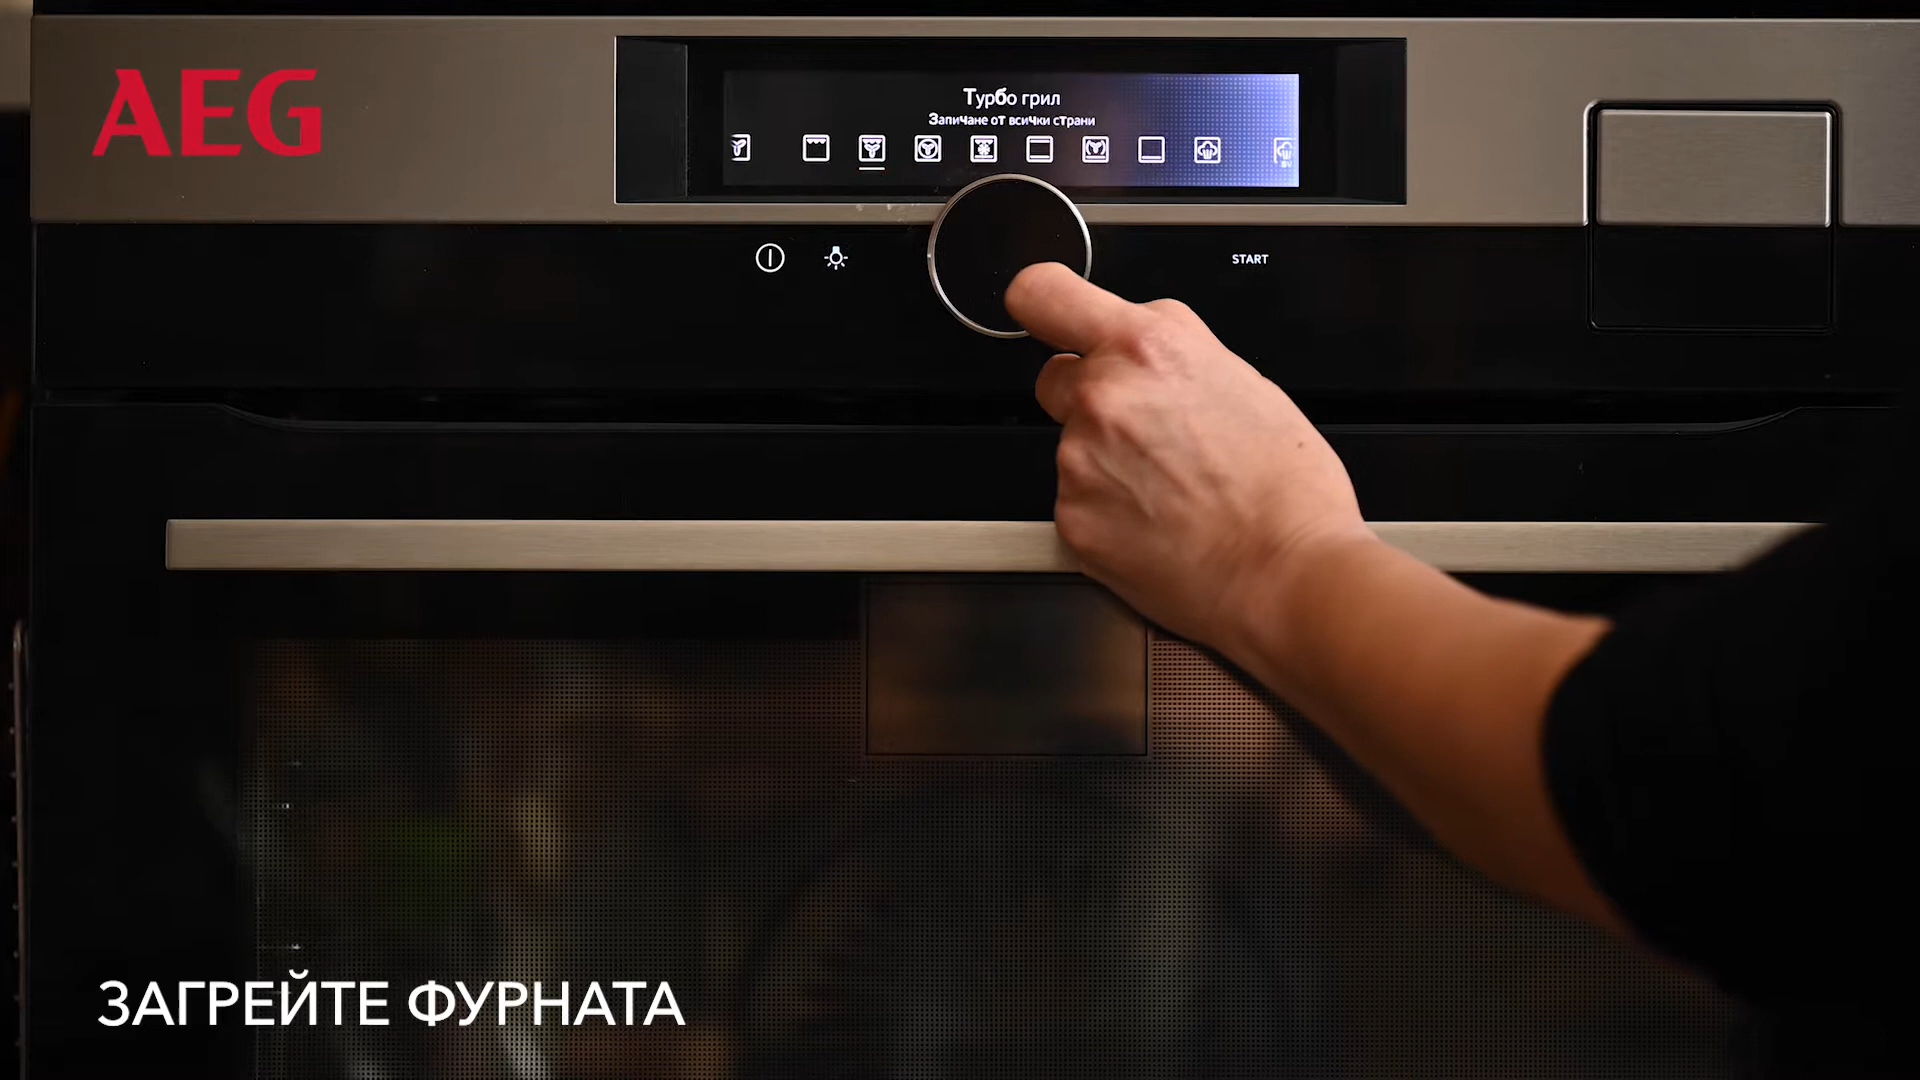 AEG
Турбо грил
Запичане от всички страни
START
ЗАГРЕЙТЕ ФУРНАТА